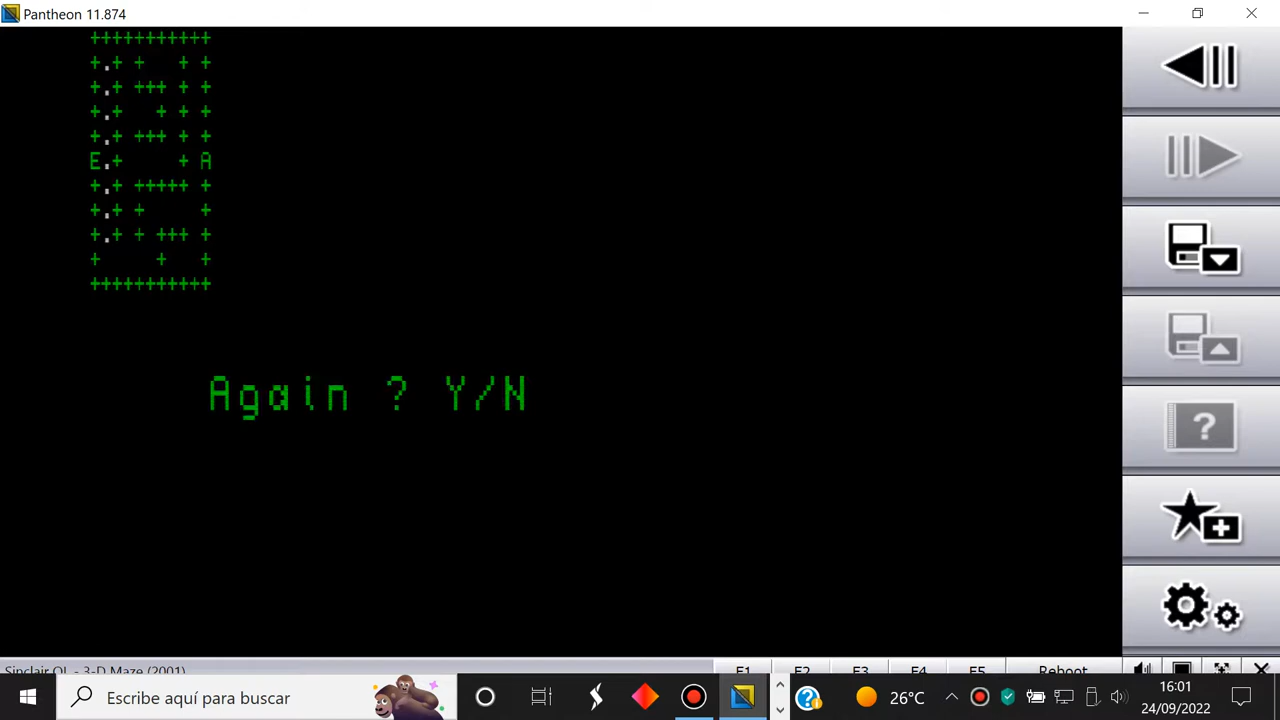 Pantheon 11.874
+++++++++++
+.+ +   + +
+.+ +++ + +
+.+   + + +
+.+ +++ + +
E.+     + A
+.+ +++++ +
+.+ +     +
+.+ + +++ +
+     +   +
+++++++++++
Again ? Y/N
Sinclair QL - 3-D Maze (2001)
F1 F2 F3 F4 F5 Reboot
Escribe aquí para buscar
26°C
16:01
24/09/2022